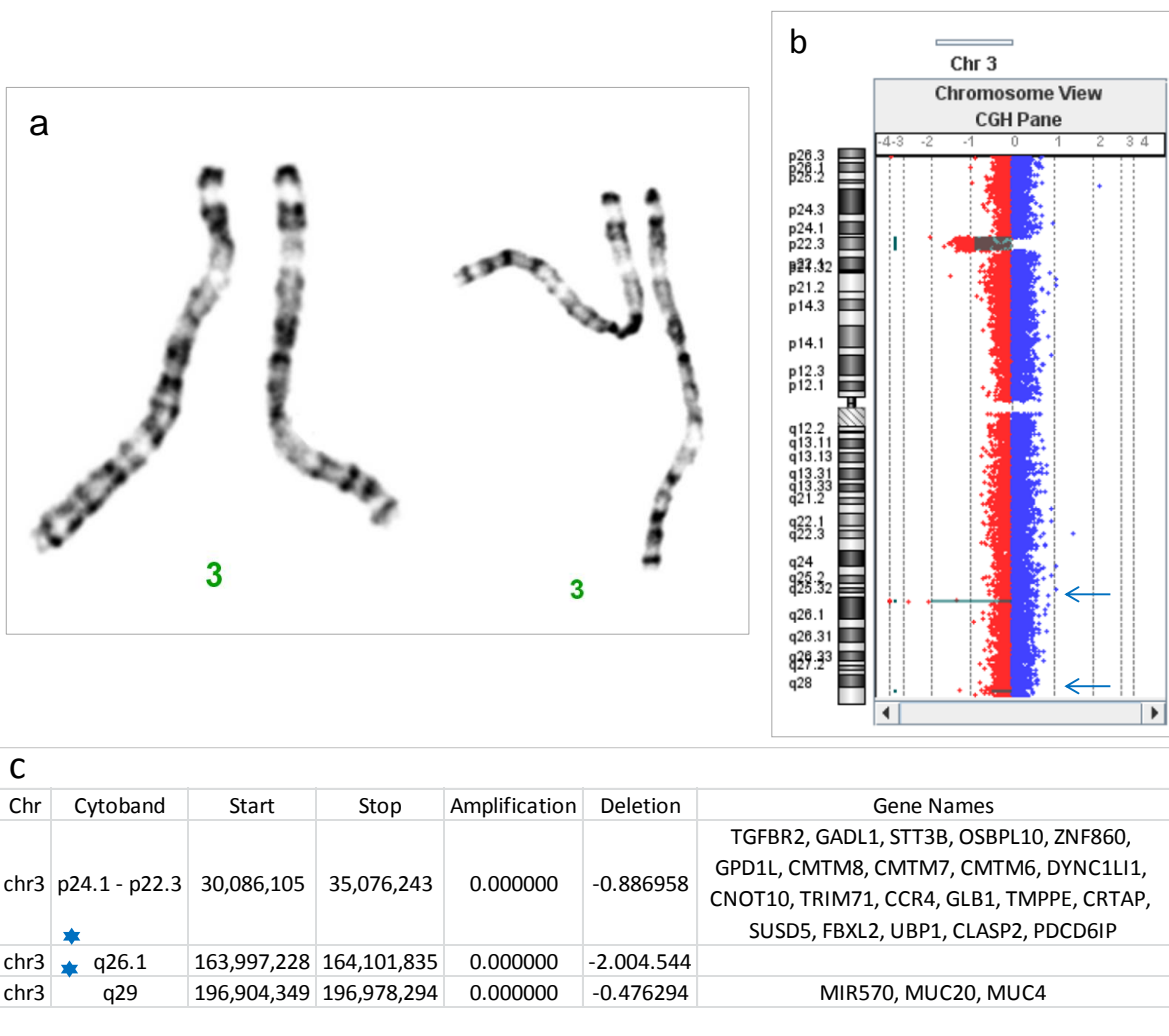 a
3
3
b
Chr 3
Chromosome View
CGH Pane
-4 -3 -2 -1 0 1 2 3 4
p26.3
p26.1
p25.2
p24.3
p24.1
p22.3
p21.32
p21.2
p14.3
p14.1
p12.3
p12.1
q12.2
q13.11
q13.13
q13.31
q13.33
q21.2
q22.1
q22.3
q24
q25.2
q25.32
q26.1
q26.31
q26.33
q27.2
q28
c
Chr Cytoband Start Stop Amplification Deletion Gene Names
chr3 p24.1 - p22.3 30,086,105 35,076,243 0.000000 -0.886958 TGFBR2, GADL1, STT3B, OSBPL10, ZNF860,
GPD1L, CMTM8, CMTM7, CMTM6, DYNC1LI1,
CNOT10, TRIM71, CCR4, GLB1, TMPPE, CRTAP,
SUSD5, FBXL2, UBP1, CLASP2, PDCD6IP
chr3 q26.1 163,997,228 164,101,835 0.000000 -2.004.544
chr3 q29 196,904,349 196,978,294 0.000000 -0.476294 MIR570, MUC20, MUC4